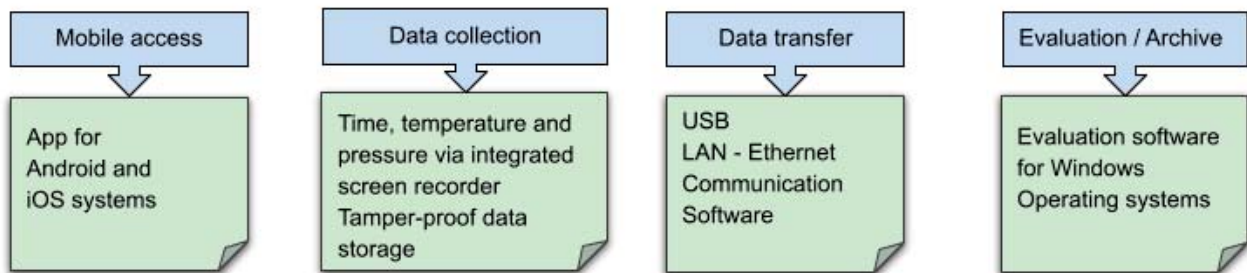 Mobile access
App for
Android and
iOS systems
Data collection
Time, temperature and
pressure via integrated
screen recorder
Tamper-proof data
storage
Data transfer
USB
LAN - Ethernet
Communication
Software
Evaluation / Archive
Evaluation software
for Windows
Operating systems